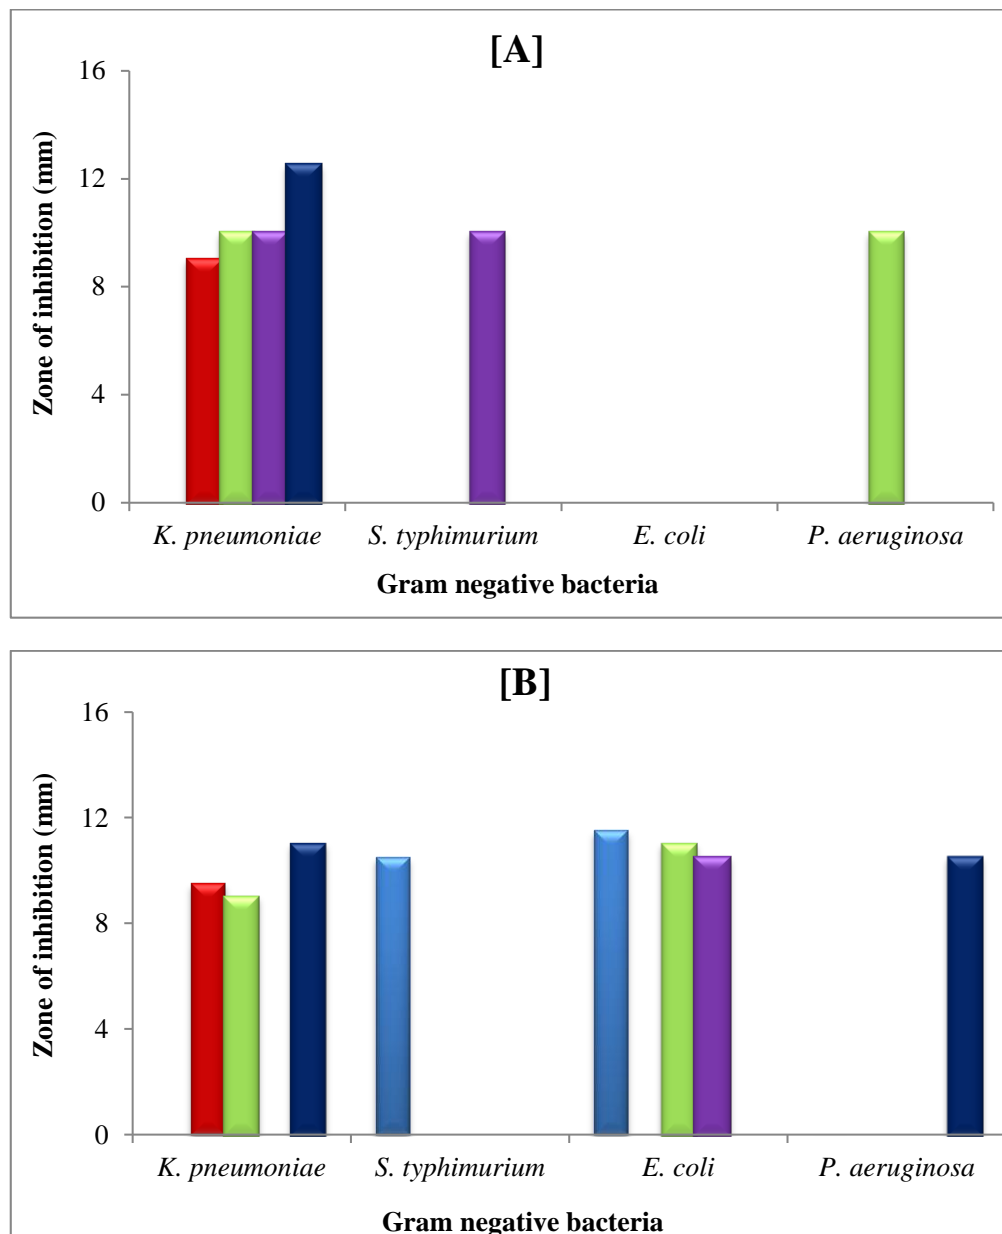 [A]
16
12
8
4
0
Zone of inhibition (mm)
K. pneumoniae S. typhimurium E. coli P. aeruginosa
Gram negative bacteria
[B]
16
12
8
4
0
Zone of inhibition (mm)
K. pneumoniae S. typhimurium E. coli P. aeruginosa
Gram negative bacteria